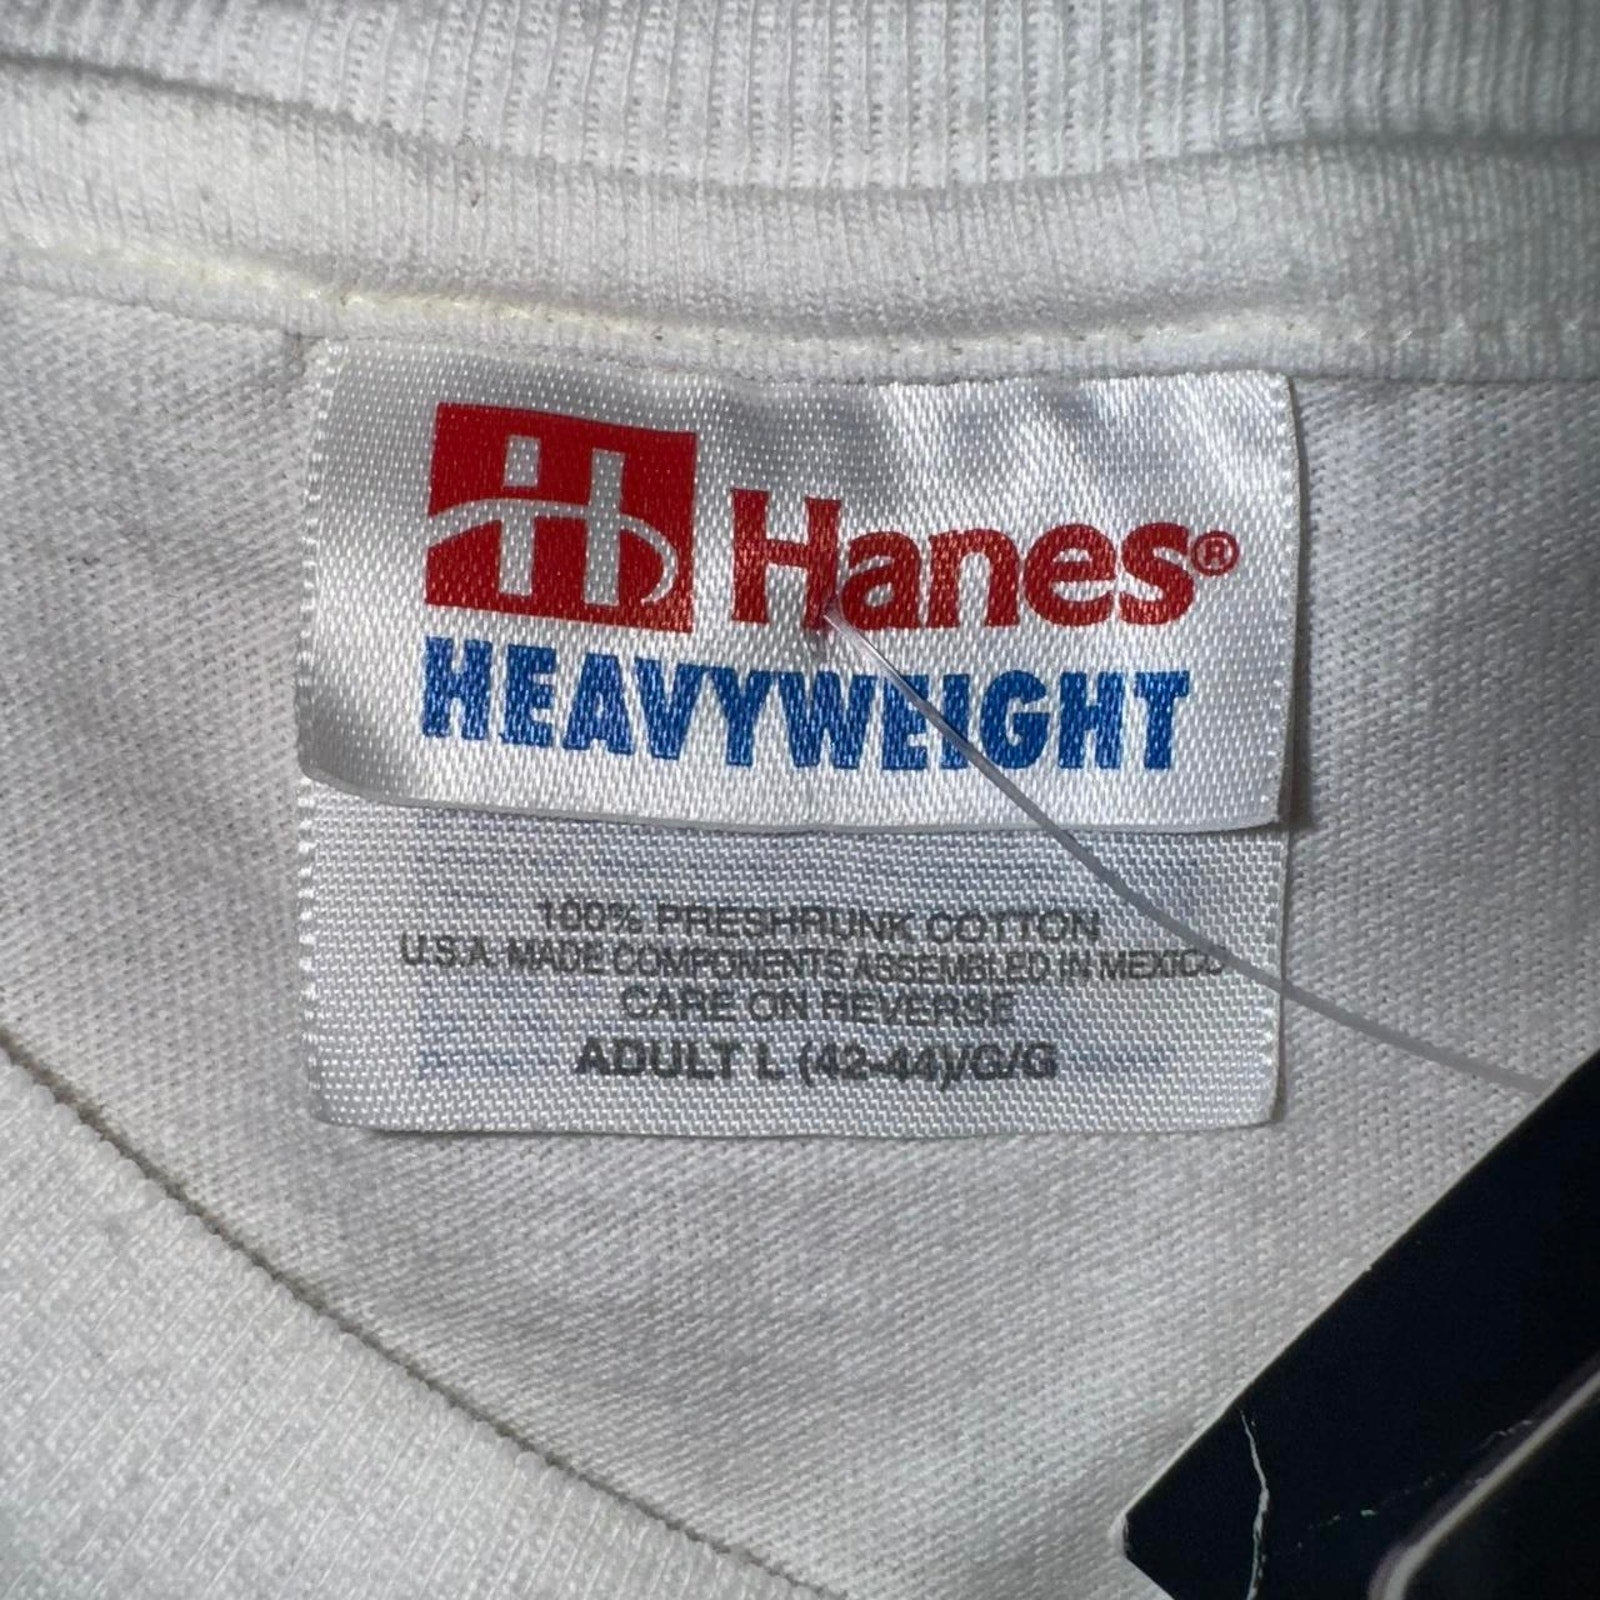 H Hanes®
HEAVYWEIGHT
100% PRESHRUNK COTTON
U.S.A. MADE COMPONENTS ASSEMBLED IN MEXICO
CARE ON REVERSE
ADULT L (42-44)/G/G